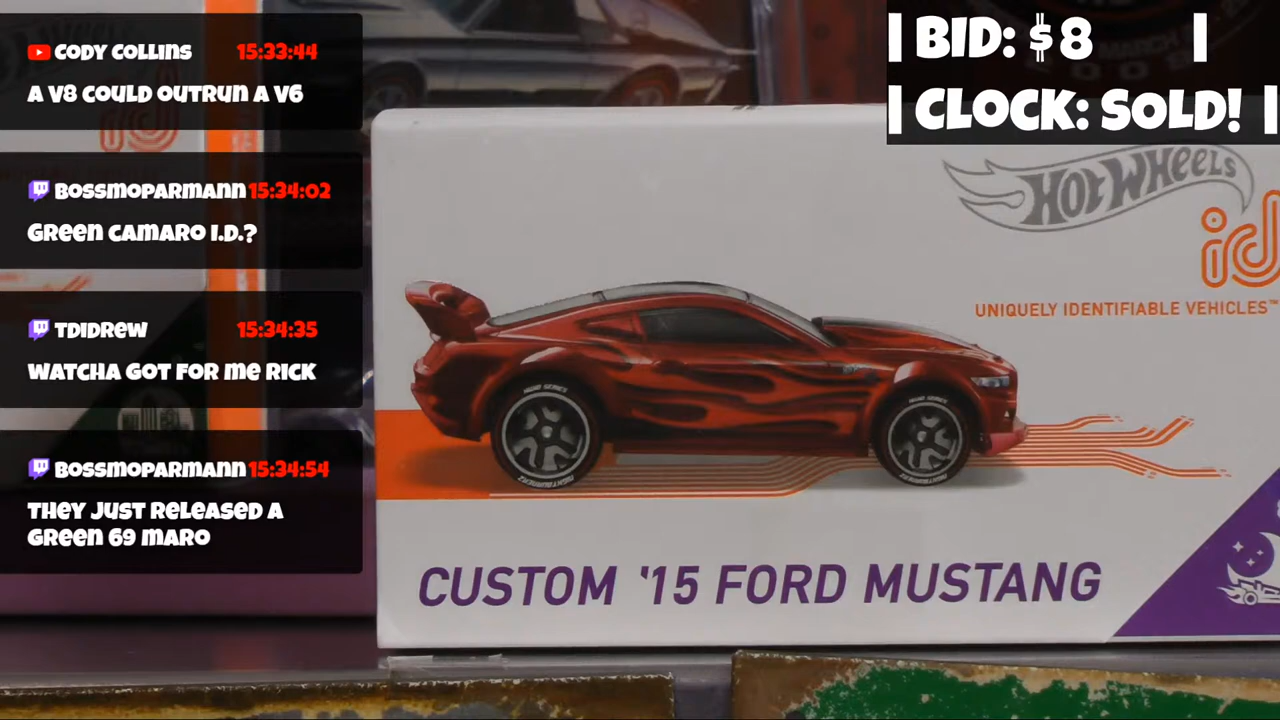 CODY COLLINS 15:33:44
A V8 COULD OUTRUN A V6
BOSSMOPARMANN 15:34:02
GREEN CAMARO I.D.?
TDIDREW 15:34:35
WATCHA GOT FOR ME RICK
BOSSMOPARMANN 15:34:54
THEY JUST RELEASED A
GREEN 69 MARO
| BID: $8 |
| CLOCK: SOLD! |
HOT WHEELS
id
UNIQUELY IDENTIFIABLE VEHICLES™
CUSTOM '15 FORD MUSTANG
id